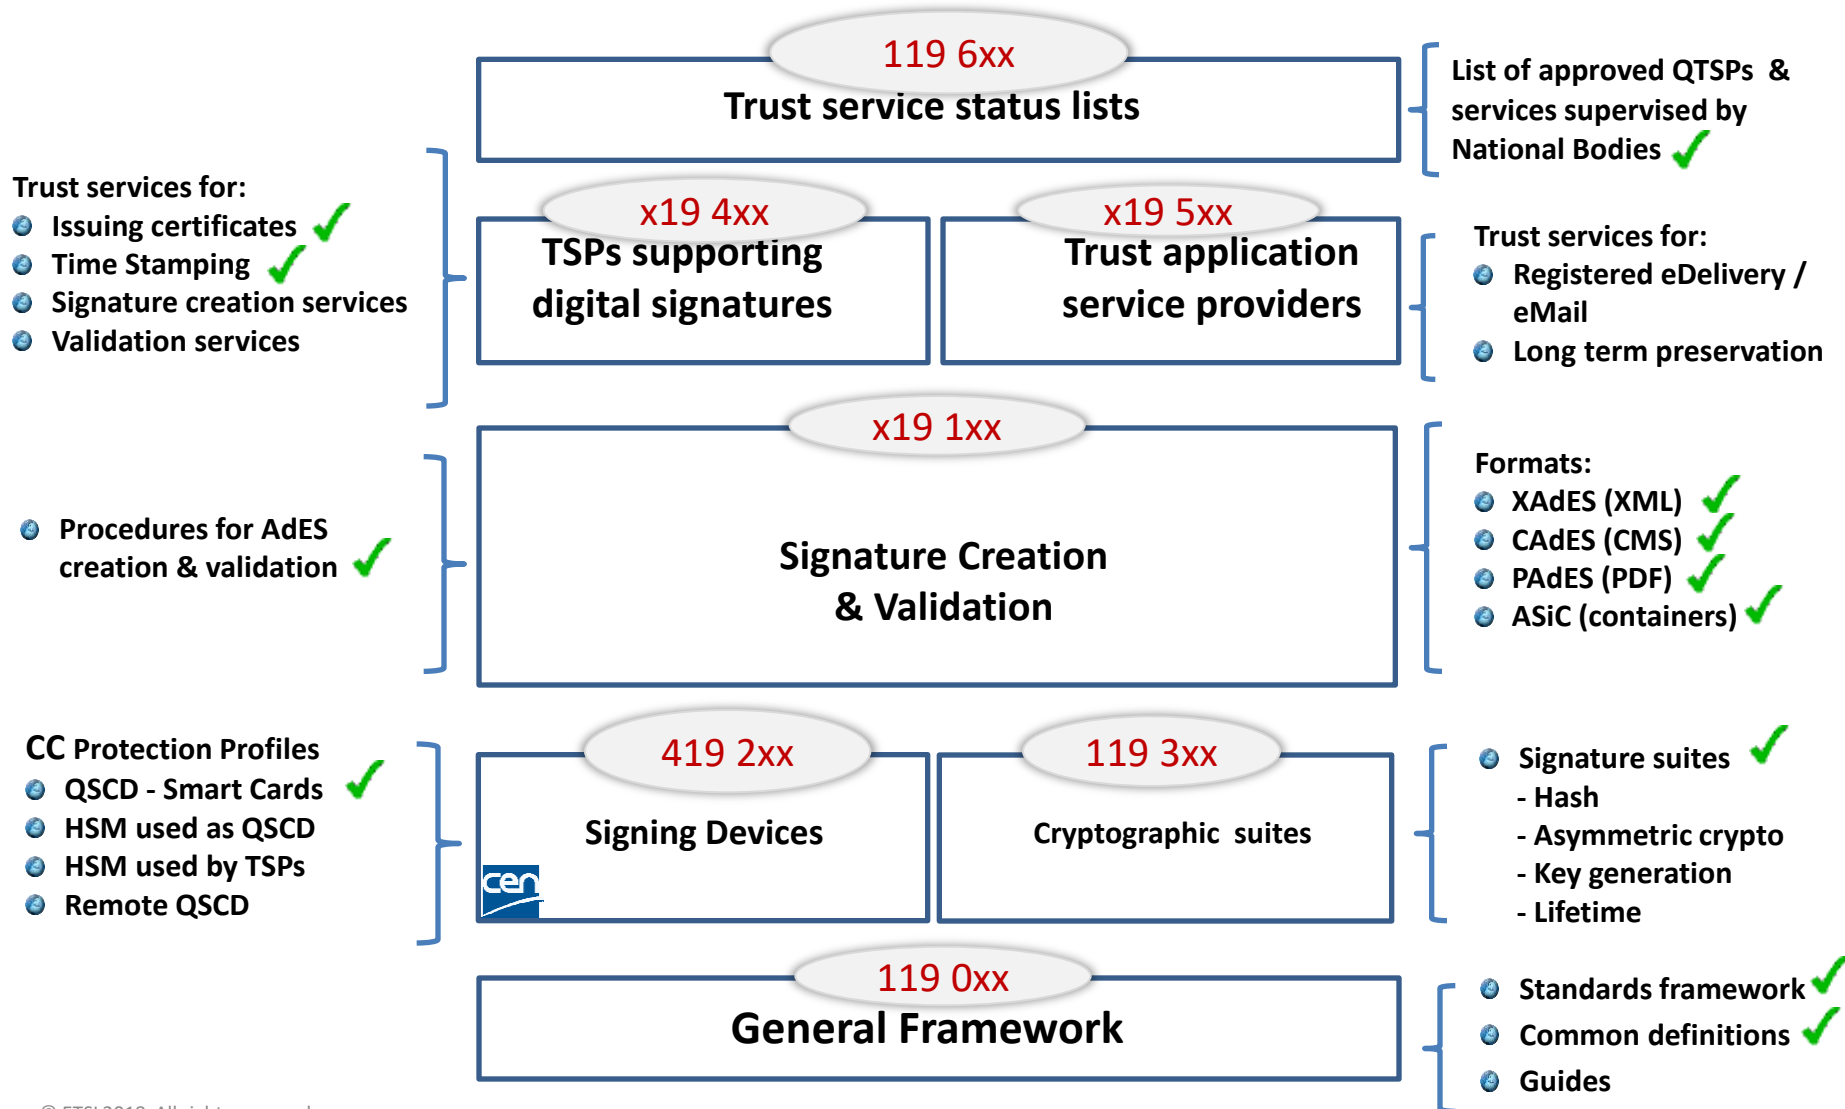 119 6xx
Trust service status lists
List of approved QTSPs &
services supervised by
National Bodies
Trust services for:
Issuing certificates
Time Stamping
Signature creation services
Validation services
x19 4xx
TSPs supporting
digital signatures
x19 5xx
Trust application
service providers
Trust services for:
Registered eDelivery /
eMail
Long term preservation
x19 1xx
Signature Creation
& Validation
Procedures for AdES
creation & validation
Formats:
XAdES (XML)
CAdES (CMS)
PAdES (PDF)
ASiC (containers)
CC Protection Profiles
QSCD - Smart Cards
HSM used as QSCD
HSM used by TSPs
Remote QSCD
419 2xx
Signing Devices
cen
119 3xx
Cryptographic suites
Signature suites
- Hash
- Asymmetric crypto
- Key generation
- Lifetime
119 0xx
General Framework
Standards framework
Common definitions
Guides